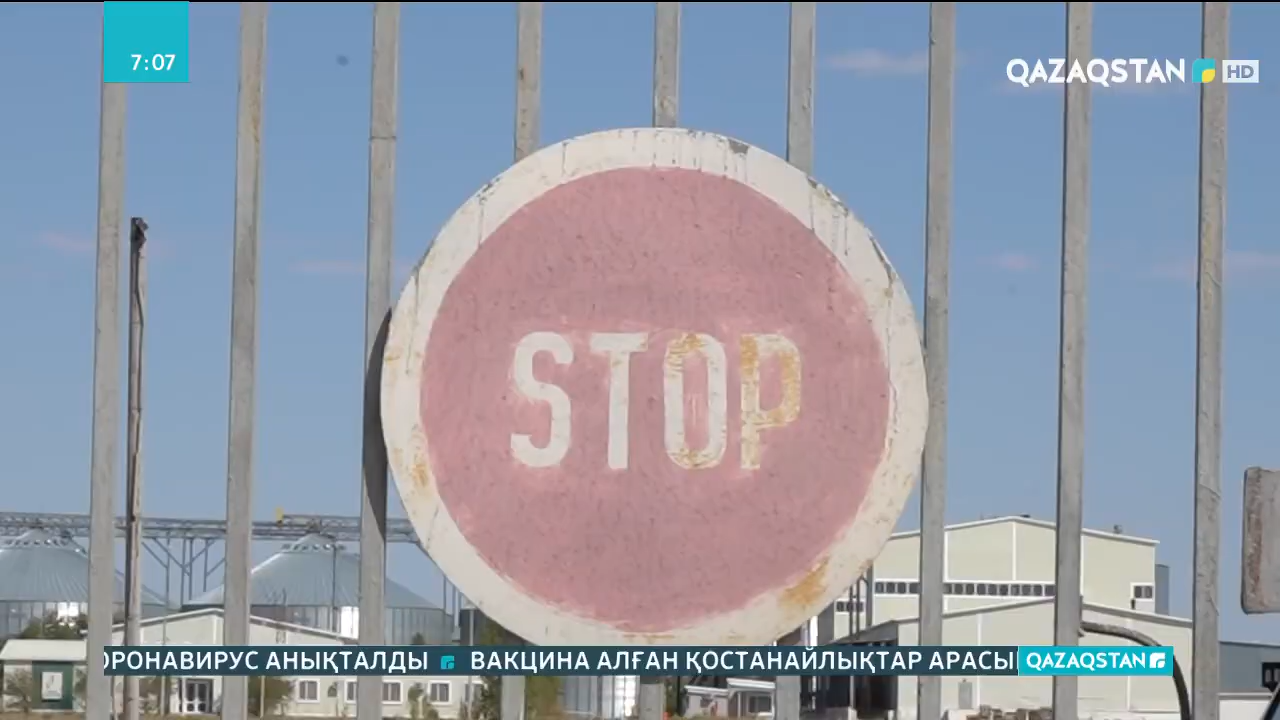 7:07
QAZAQSTAN HD
STOP
ОРОНАВИРУС АНЫҚТАЛДЫ ВАКЦИНА АЛҒАН ҚОСТАНАЙЛЫҚТАР АРАСЫ
QAZAQSTAN